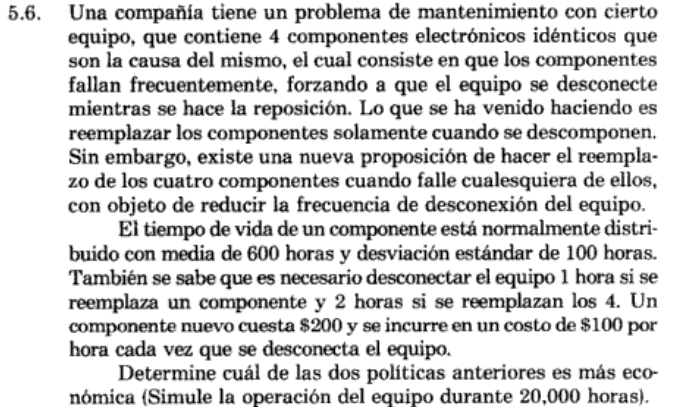 5.6. Una compañía tiene un problema de mantenimiento con cierto
equipo, que contiene 4 componentes electrónicos idénticos que
son la causa del mismo, el cual consiste en que los componentes
fallan frecuentemente, forzando a que el equipo se desconecte
mientras se hace la reposición. Lo que se ha venido haciendo es
reemplazar los componentes solamente cuando se descomponen.
Sin embargo, existe una nueva proposición de hacer el reempla-
zo de los cuatro componentes cuando falle cualesquiera de ellos,
con objeto de reducir la frecuencia de desconexión del equipo.
El tiempo de vida de un componente está normalmente distri-
buido con media de 600 horas y desviación estándar de 100 horas.
También se sabe que es necesario desconectar el equipo 1 hora si se
reemplaza un componente y 2 horas si se reemplazan los 4. Un
componente nuevo cuesta $200 y se incurre en un costo de $100 por
hora cada vez que se desconecta el equipo.
Determine cuál de las dos políticas anteriores es más eco-
nómica (Simule la operación del equipo durante 20,000 horas).